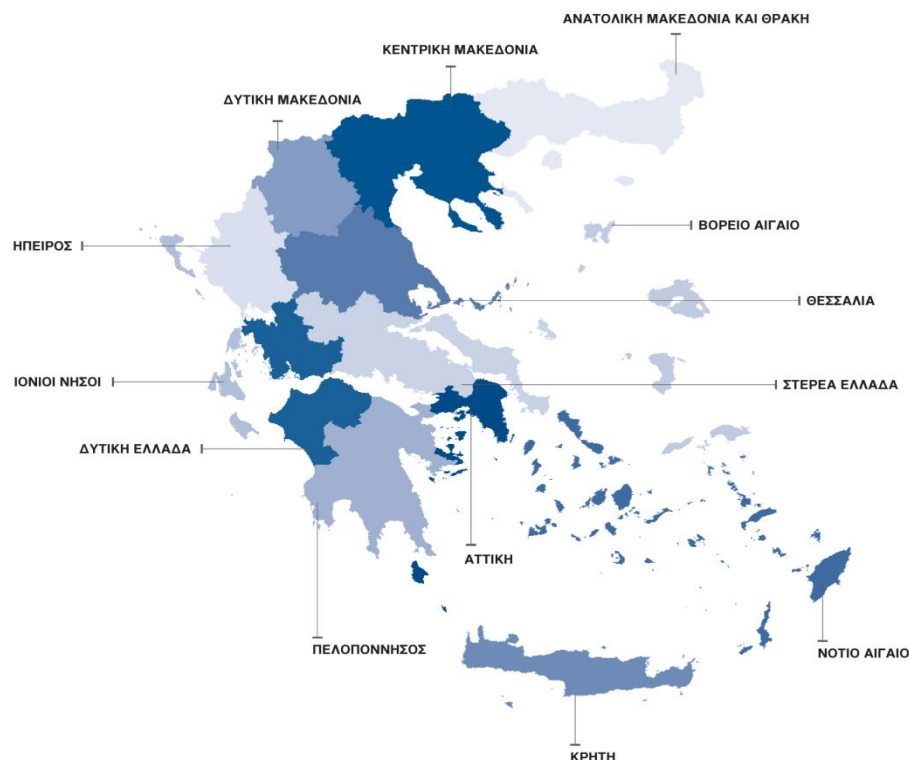 ΑΝΑΤΟΛΙΚΗ ΜΑΚΕΔΟΝΙΑ ΚΑΙ ΘΡΑΚΗ
ΚΕΝΤΡΙΚΗ ΜΑΚΕΔΟΝΙΑ
ΔΥΤΙΚΗ ΜΑΚΕΔΟΝΙΑ
ΒΟΡΕΙΟ ΑΙΓΑΙΟ
ΗΠΕΙΡΟΣ
ΘΕΣΣΑΛΙΑ
ΙΟΝΙΟΙ ΝΗΣΟΙ
ΣΤΕΡΕΑ ΕΛΛΑΔΑ
ΔΥΤΙΚΗ ΕΛΛΑΔΑ
ΑΤΤΙΚΗ
ΠΕΛΟΠΟΝΝΗΣΟΣ
ΝΟΤΙΟ ΑΙΓΑΙΟ
ΚΡΗΤΗ